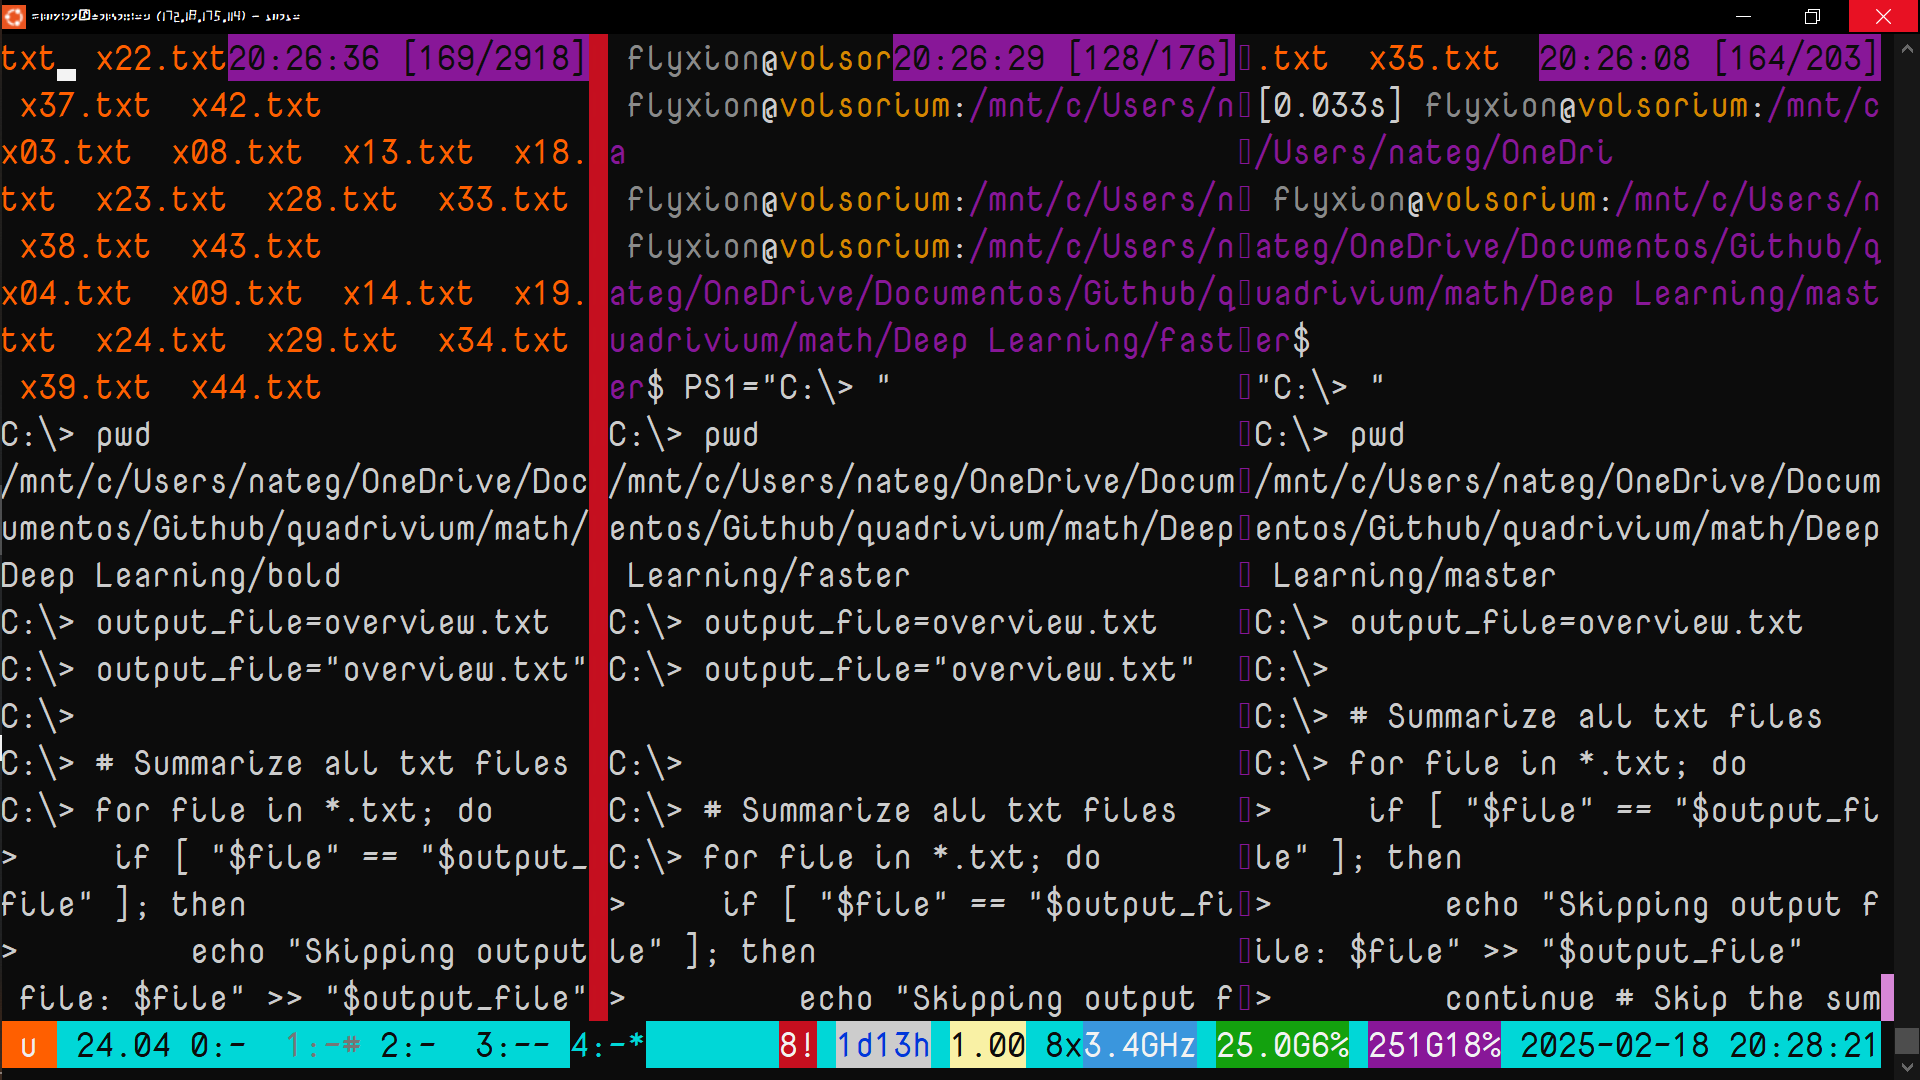 txt_ x22.txt20:26:36 [169/2918]
 x37.txt  x42.txt
x03.txt  x08.txt  x13.txt  x18.
txt  x23.txt  x28.txt  x33.txt
 x38.txt  x43.txt
x04.txt  x09.txt  x14.txt  x19.
txt  x24.txt  x29.txt  x34.txt
 x39.txt  x44.txt
C:\> pwd
/mnt/c/Users/nateg/OneDrive/Doc
umentos/Github/quadrivium/math/
Deep Learning/bold
C:\> output_file=overview.txt
C:\> output_file="overview.txt"
C:\>
C:\> # Summarize all txt files
C:\> for file in *.txt; do
>     if [ "$file" == "$output_
file" ]; then
>         echo "Skipping output
 file: $file" >> "$output_file"
 flyxion@volsor20:26:29 [128/176]
 flyxion@volsorium:/mnt/c/Users/n
a
 flyxion@volsorium:/mnt/c/Users/n
 flyxion@volsorium:/mnt/c/Users/n
ateg/OneDrive/Documentos/Github/q
uadrivium/math/Deep Learning/fast
er$ PS1="C:\> "
C:\> pwd
/mnt/c/Users/nateg/OneDrive/Docum
entos/Github/quadrivium/math/Deep
 Learning/faster
C:\> output_file=overview.txt
C:\> output_file="overview.txt"
C:\>
C:\> # Summarize all txt files
C:\> for file in *.txt; do
>     if [ "$file" == "$output_fi
le" ]; then
>         echo "Skipping output f
.txt  x35.txt  20:26:08 [164/203]
[0.033s] flyxion@volsorium:/mnt/c
/Users/nateg/OneDri
 flyxion@volsorium:/mnt/c/Users/n
ateg/OneDrive/Documentos/Github/q
uadrivium/math/Deep Learning/mast
er$
"C:\> "
C:\> pwd
/mnt/c/Users/nateg/OneDrive/Docum
entos/Github/quadrivium/math/Deep
 Learning/master
C:\> output_file=overview.txt
C:\>
C:\> # Summarize all txt files
C:\> for file in *.txt; do
>     if [ "$file" == "$output_fi
le" ]; then
>         echo "Skipping output f
ile: $file" >> "$output_file"
>         continue # Skip the sum
u 24.04 0:-  1:-# 2:-  3:-- 4:-* 8! 1d13h 1.00 8x3.4GHz 25.0G6% 251G18% 2025-02-18 20:28:21